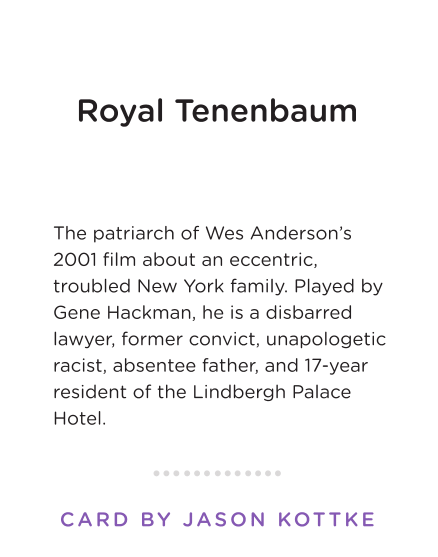 Royal Tenenbaum
The patriarch of Wes Anderson’s
2001 film about an eccentric,
troubled New York family. Played by
Gene Hackman, he is a disbarred
lawyer, former convict, unapologetic
racist, absentee father, and 17-year
resident of the Lindbergh Palace
Hotel.
CARD BY JASON KOTTKE